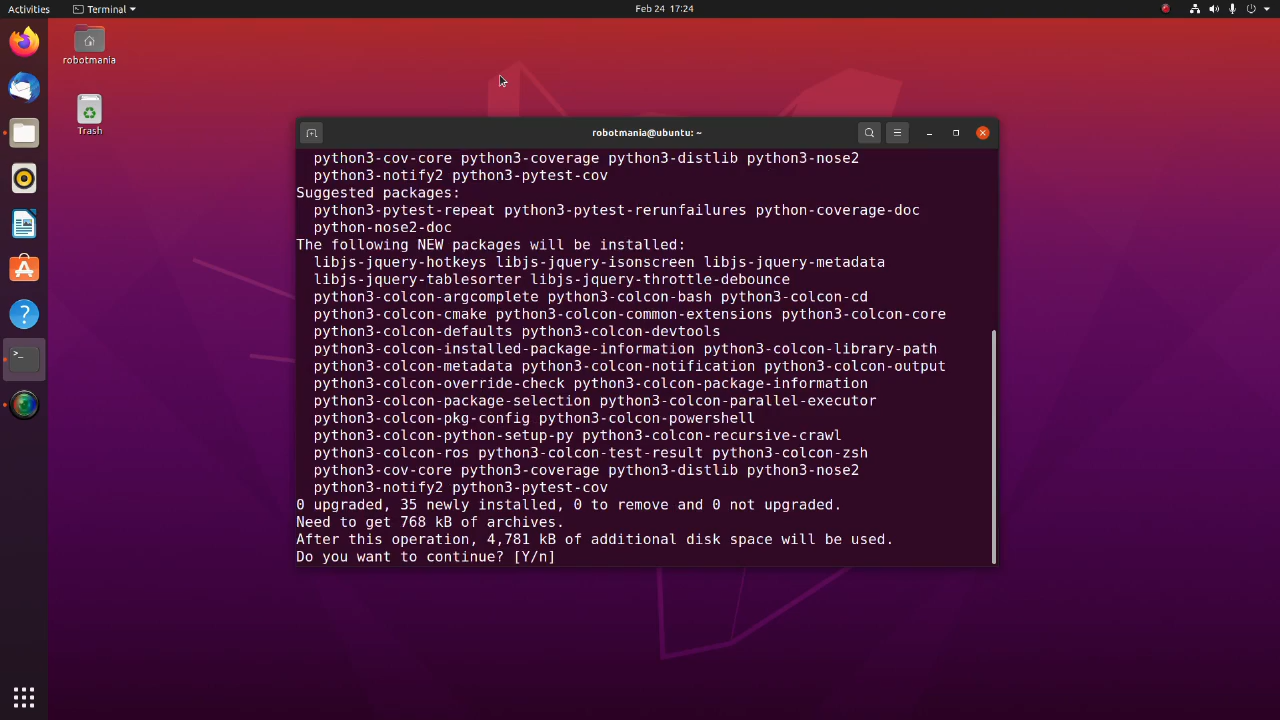 Activities
Terminal
Feb 24 17:24
robotmania
Trash
robotmania@ubuntu: ~
python3-cov-core python3-coverage python3-distlib python3-nose2
python3-notify2 python3-pytest-cov
Suggested packages:
python3-pytest-repeat python3-pytest-rerunfailures python-coverage-doc
python-nose2-doc
The following NEW packages will be installed:
libjs-jquery-hotkeys libjs-jquery-isonscreen libjs-jquery-metadata
libjs-jquery-tablesorter libjs-jquery-throttle-debounce
python3-colcon-argcomplete python3-colcon-bash python3-colcon-cd
python3-colcon-cmake python3-colcon-common-extensions python3-colcon-core
python3-colcon-defaults python3-colcon-devtools
python3-colcon-installed-package-information python3-colcon-library-path
python3-colcon-metadata python3-colcon-notification python3-colcon-output
python3-colcon-override-check python3-colcon-package-information
python3-colcon-package-selection python3-colcon-parallel-executor
python3-colcon-pkg-config python3-colcon-powershell
python3-colcon-python-setup-py python3-colcon-recursive-crawl
python3-colcon-ros python3-colcon-test-result python3-colcon-zsh
python3-cov-core python3-coverage python3-distlib python3-nose2
python3-notify2 python3-pytest-cov
0 upgraded, 35 newly installed, 0 to remove and 0 not upgraded.
Need to get 768 kB of archives.
After this operation, 4,781 kB of additional disk space will be used.
Do you want to continue? [Y/n]